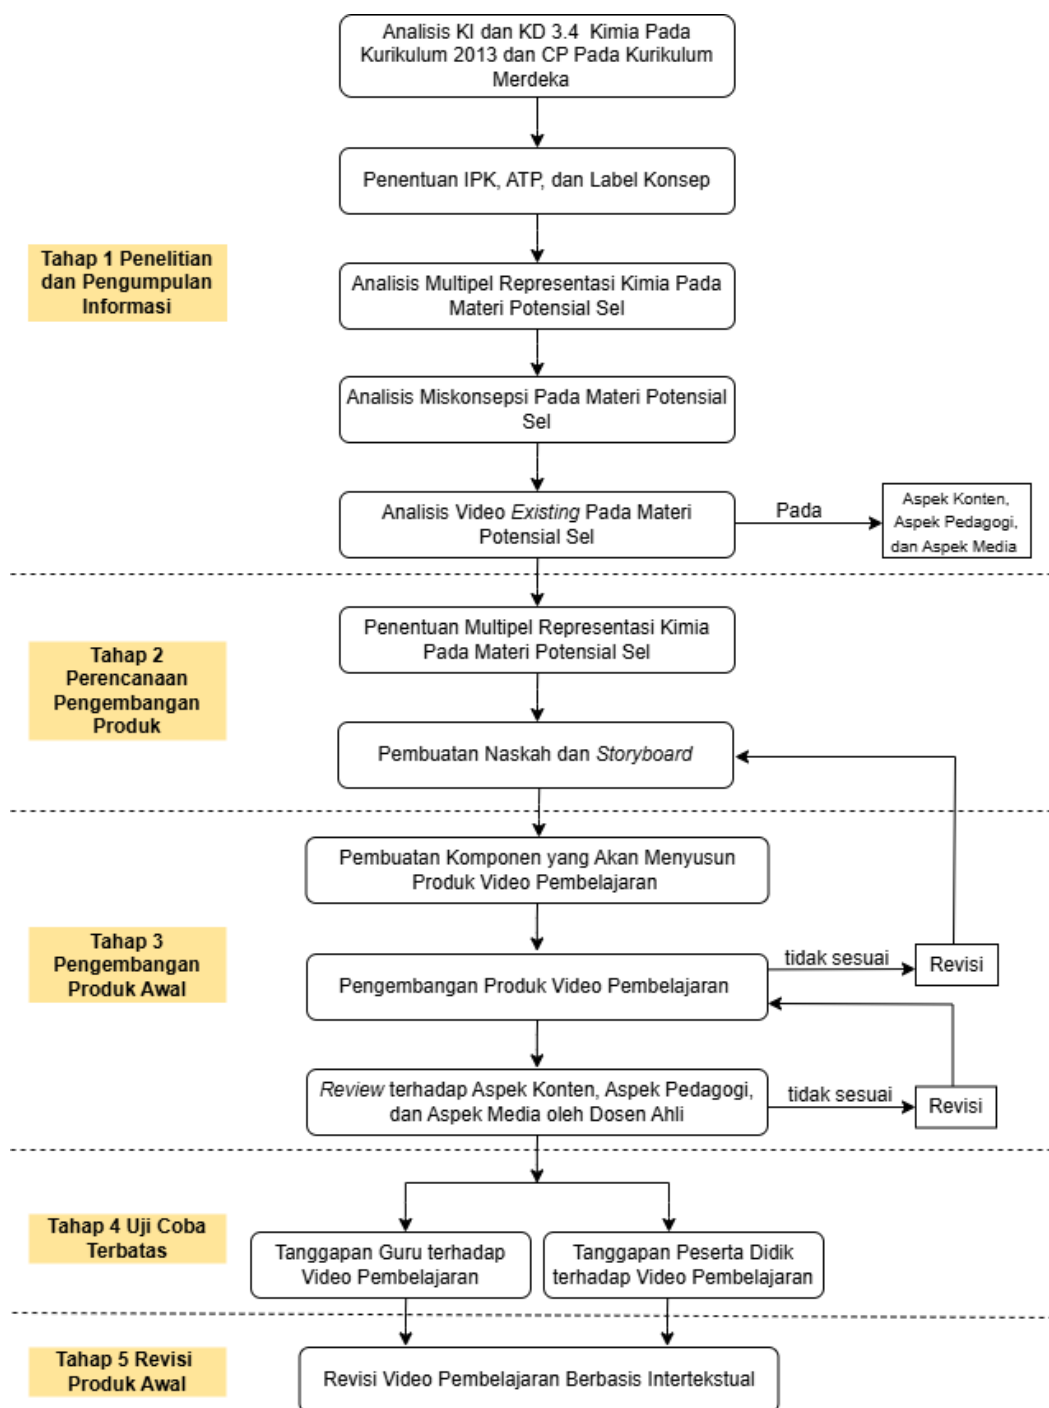 Analisis KI dan KD 3.4 Kimia Pada
Kurikulum 2013 dan CP Pada Kurikulum
Merdeka
Penentuan IPK, ATP, dan Label Konsep
Tahap 1 Penelitian
dan Pengumpulan
Informasi
Analisis Multipel Representasi Kimia Pada
Materi Potensial Sel
Analisis Miskonsepsi Pada Materi Potensial
Sel
Analisis Video Existing Pada Materi
Potensial Sel
Pada
Aspek Konten,
Aspek Pedagogi,
dan Aspek Media
Tahap 2
Perencanaan
Pengembangan
Produk
Penentuan Multipel Representasi Kimia
Pada Materi Potensial Sel
Pembuatan Naskah dan Storyboard
Tahap 3
Pengembangan
Produk Awal
Pembuatan Komponen yang Akan Menyusun
Produk Video Pembelajaran
Pengembangan Produk Video Pembelajaran
tidak sesuai
Revisi
Review terhadap Aspek Konten, Aspek Pedagogi,
dan Aspek Media oleh Dosen Ahli
tidak sesuai
Revisi
Tahap 4 Uji Coba
Terbatas
Tanggapan Guru terhadap
Video Pembelajaran
Tanggapan Peserta Didik
terhadap Video Pembelajaran
Tahap 5 Revisi
Produk Awal
Revisi Video Pembelajaran Berbasis Intertekstual